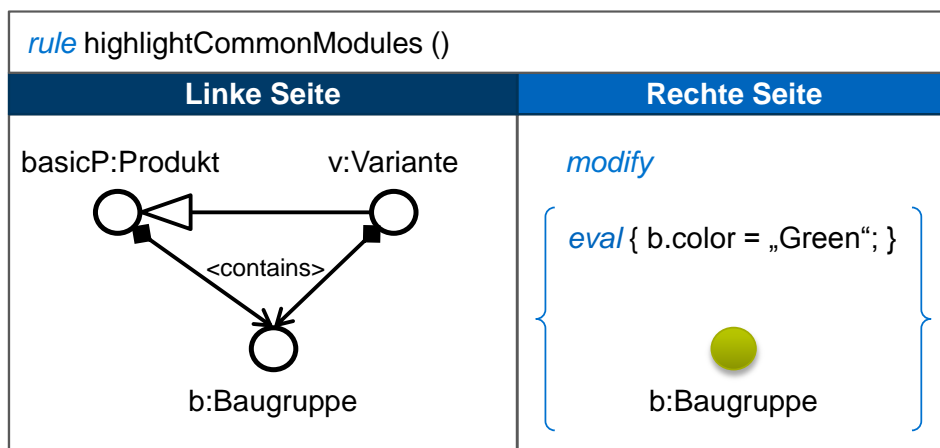 rule highlightCommonModules ()
Linke Seite
Rechte Seite
basicP:Produkt
v:Variante
<contains>
b:Baugruppe
modify
eval { b.color = „Green“; }
b:Baugruppe